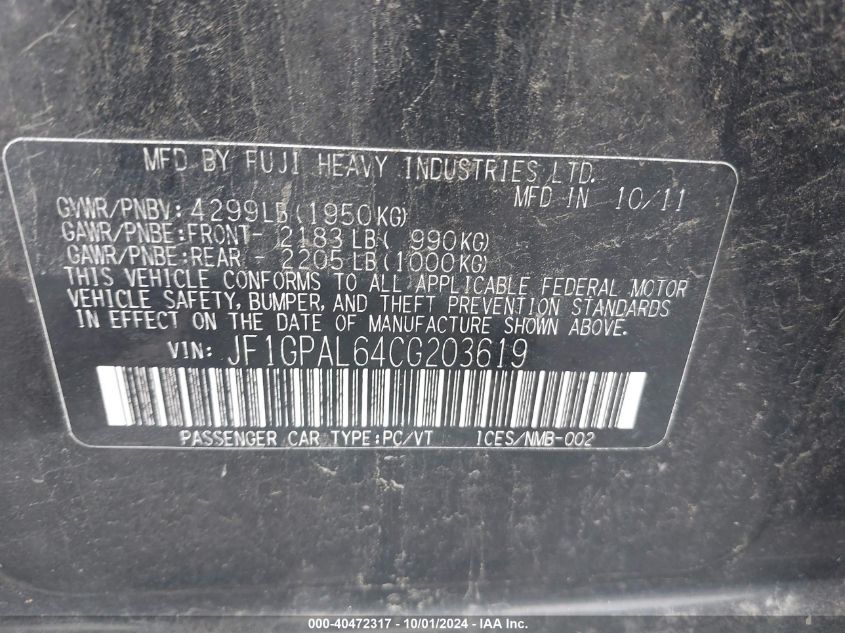 MFD BY FUJI HEAVY INDUSTRIES LTD.
MFD IN 10/11
GVWR/PNBV: 4299LB(1950KG)
GAWR/PNBE:FRONT- 2183LB( 990KG)
GAWR/PNBE:REAR - 2205LB(1000KG)
THIS VEHICLE CONFORMS TO ALL APPLICABLE FEDERAL MOTOR
VEHICLE SAFETY, BUMPER, AND THEFT PREVENTION STANDARDS
IN EFFECT ON THE DATE OF MANUFACTURE SHOWN ABOVE.
VIN: JF1GPAL64CG203619
PASSENGER CAR TYPE:PC/VT ICES/NMB-002
000-40472317 / 10/01/2024 - IAA Inc.